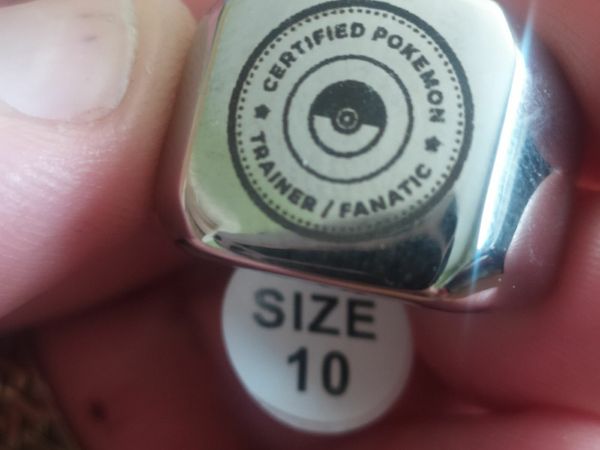 CERTIFIED POKEMON
TRAINER / FANATIC
SIZE
10